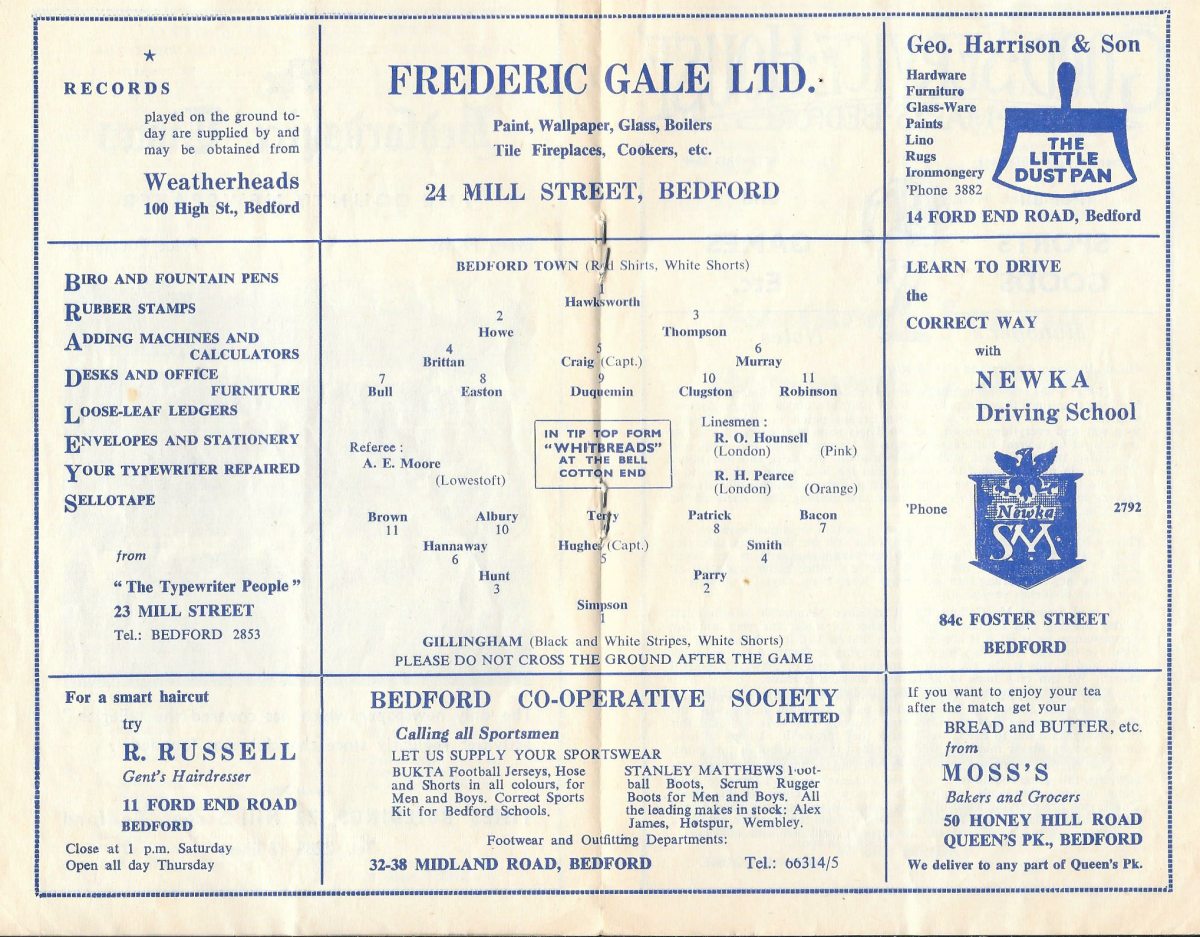 ★
RECORDS
played on the ground to-
day are supplied by and
may be obtained from
Weatherheads
100 High St., Bedford
FREDERIC GALE LTD.
Paint, Wallpaper, Glass, Boilers
Tile Fireplaces, Cookers, etc.
24 MILL STREET, BEDFORD
Geo. Harrison & Son
Hardware
Furniture
Glass-Ware
Paints
Lino
Rugs
Ironmongery
'Phone 3882
THE
LITTLE
DUST PAN
14 FORD END ROAD, Bedford
BIRO AND FOUNTAIN PENS
RUBBER STAMPS
ADDING MACHINES AND
CALCULATORS
DESKS AND OFFICE
FURNITURE
LOOSE-LEAF LEDGERS
ENVELOPES AND STATIONERY
YOUR TYPEWRITER REPAIRED
SELLOTAPE
from
"The Typewriter People"
23 MILL STREET
Tel.: BEDFORD 2853
BEDFORD TOWN (Red Shirts, White Shorts)
1
Hawksworth
2 3
Howe Thompson
4 5 6
Brittan Craig (Capt.) Murray
7 8 9 10 11
Bull Easton Duquemin Clugston Robinson
Referee :
A. E. Moore
(Lowestoft)
IN TIP TOP FORM
"WHITBREADS"
AT THE BELL
COTTON END
Linesmen :
R. O. Hounsell
(London) (Pink)
R. H. Pearce
(London) (Orange)
Brown Albury Terry Patrick Bacon
11 10 8 7
Hannaway Hughes (Capt.) Smith
6 5 4
Hunt Parry
3 2
Simpson
1
GILLINGHAM (Black and White Stripes, White Shorts)
PLEASE DO NOT CROSS THE GROUND AFTER THE GAME
LEARN TO DRIVE
the
CORRECT WAY
with
NEWKA
Driving School
Newka
SM
'Phone 2792
84c FOSTER STREET
BEDFORD
For a smart haircut
try
R. RUSSELL
Gent's Hairdresser
11 FORD END ROAD
BEDFORD
Close at 1 p.m. Saturday
Open all day Thursday
BEDFORD CO-OPERATIVE SOCIETY
LIMITED
Calling all Sportsmen
LET US SUPPLY YOUR SPORTSWEAR
BUKTA Football Jerseys, Hose
and Shorts in all colours, for
Men and Boys. Correct Sports
Kit for Bedford Schools.
STANLEY MATTHEWS Foot-
ball Boots, Scrum Rugger
Boots for Men and Boys. All
the leading makes in stock: Alex
James, Hotspur, Wembley.
Footwear and Outfitting Departments:
32-38 MIDLAND ROAD, BEDFORD Tel.: 66314/5
If you want to enjoy your tea
after the match get your
BREAD and BUTTER, etc.
from
MOSS'S
Bakers and Grocers
50 HONEY HILL ROAD
QUEEN'S PK., BEDFORD
We deliver to any part of Queen's Pk.